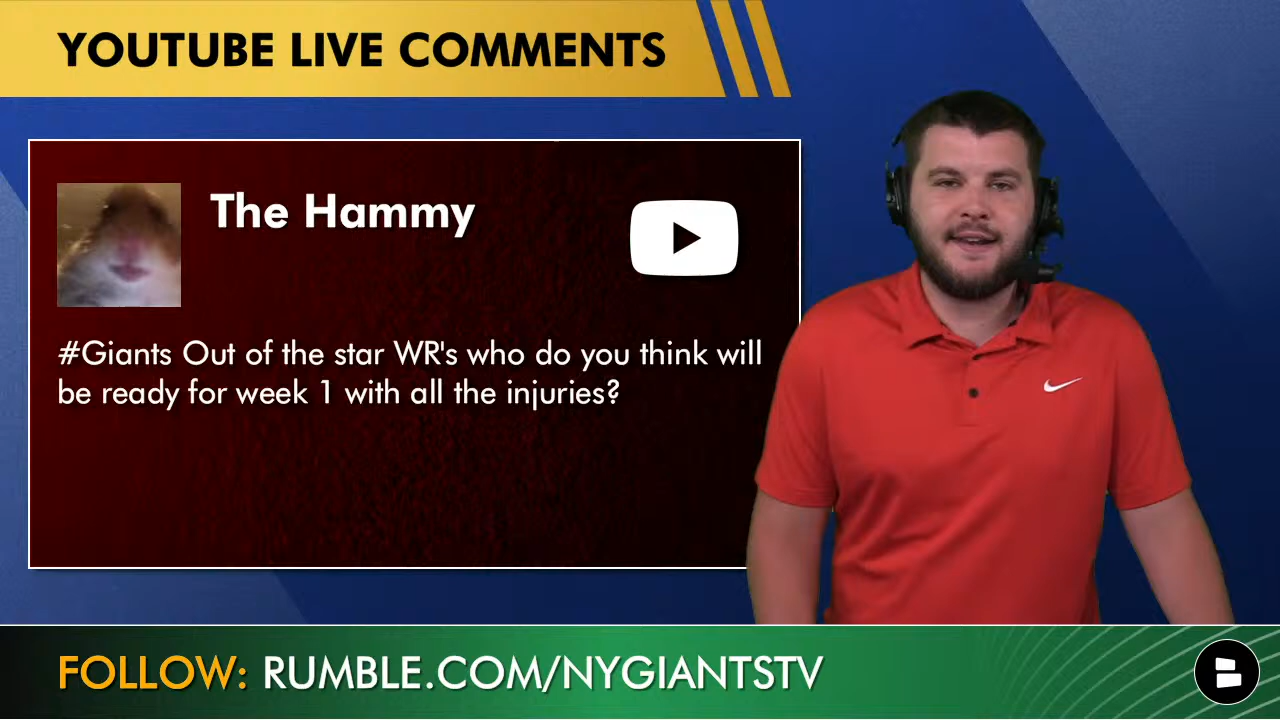 YOUTUBE LIVE COMMENTS
The Hammy
#Giants Out of the star WR's who do you think will
be ready for week 1 with all the injuries?
FOLLOW: RUMBLE.COM/NYGIANTSTV